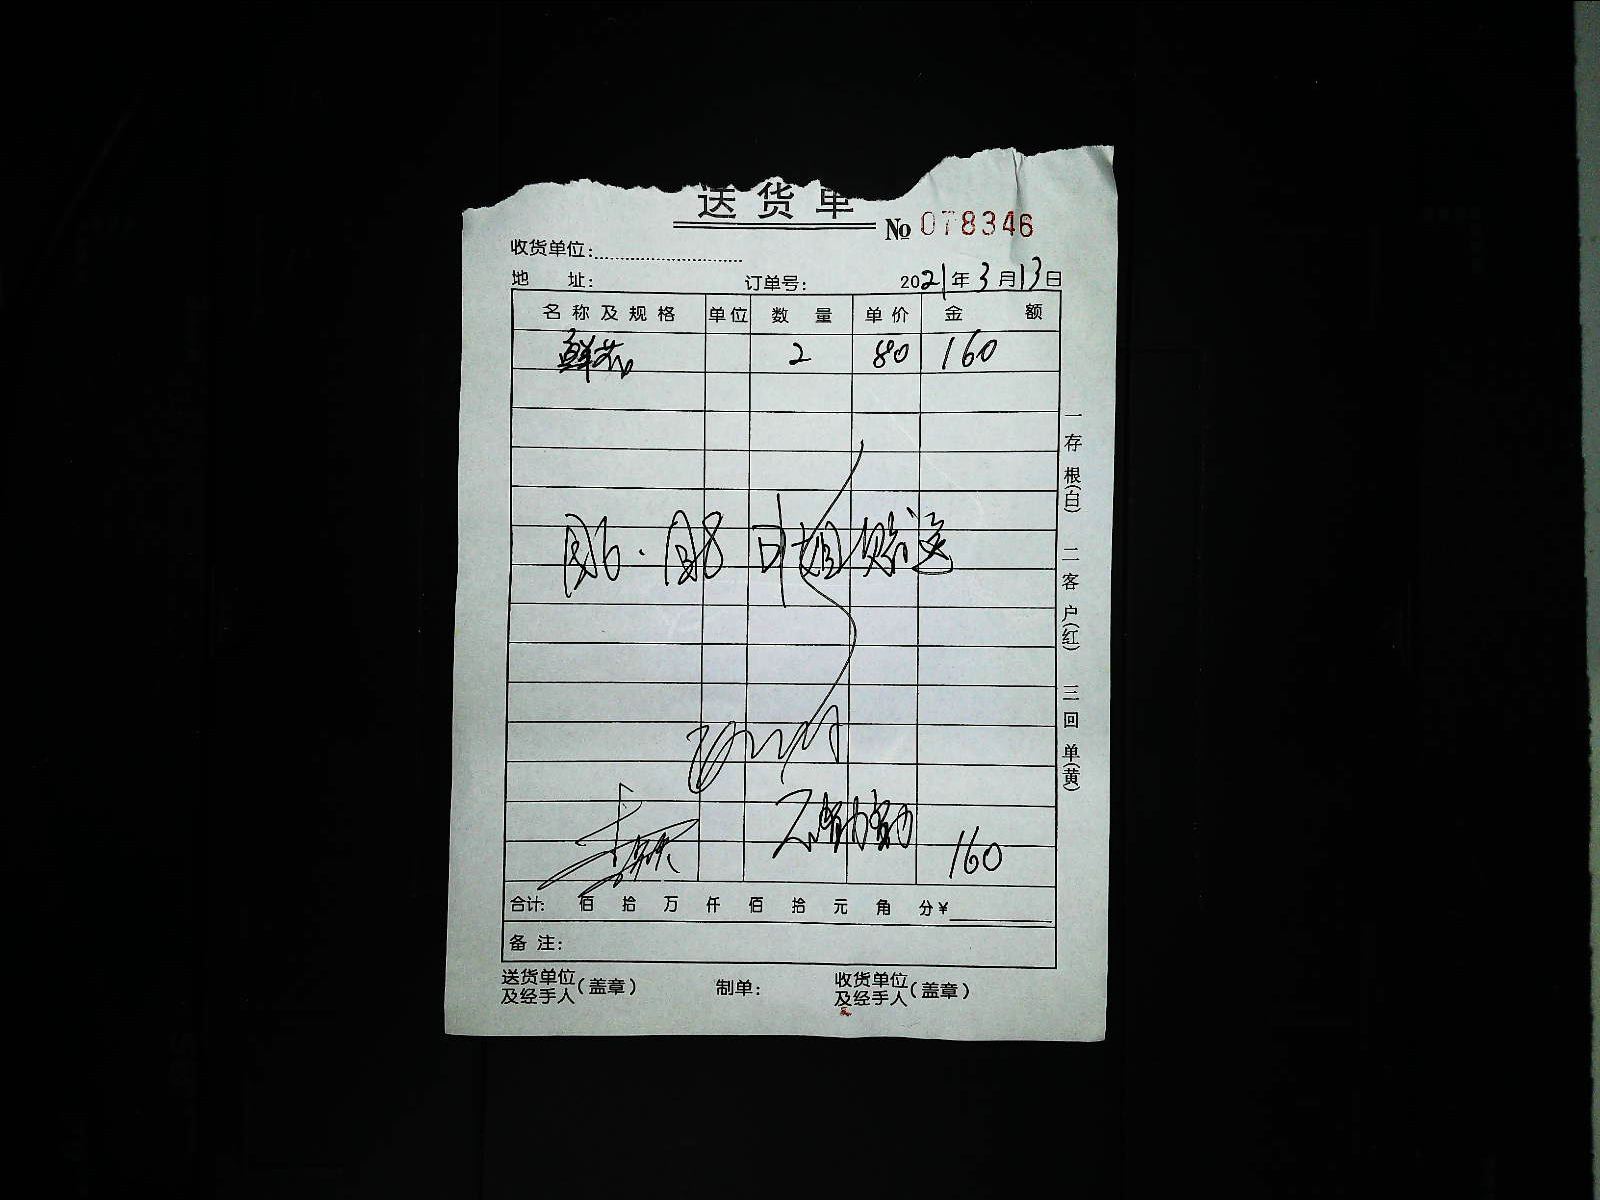 送货单
№ 078346
收货单位:
地 址: 订单号: 2021年3月13日
名称及规格 单位 数量 单价 金额
鲜花 2 80 160
姐 赠送
160
合计: 佰 拾 万 仟 佰 拾 元 角 分¥
备注:
送货单位及经手人(盖章) 制单: 收货单位及经手人(盖章)
一存根(白) 二客户(红) 三回单(黄)